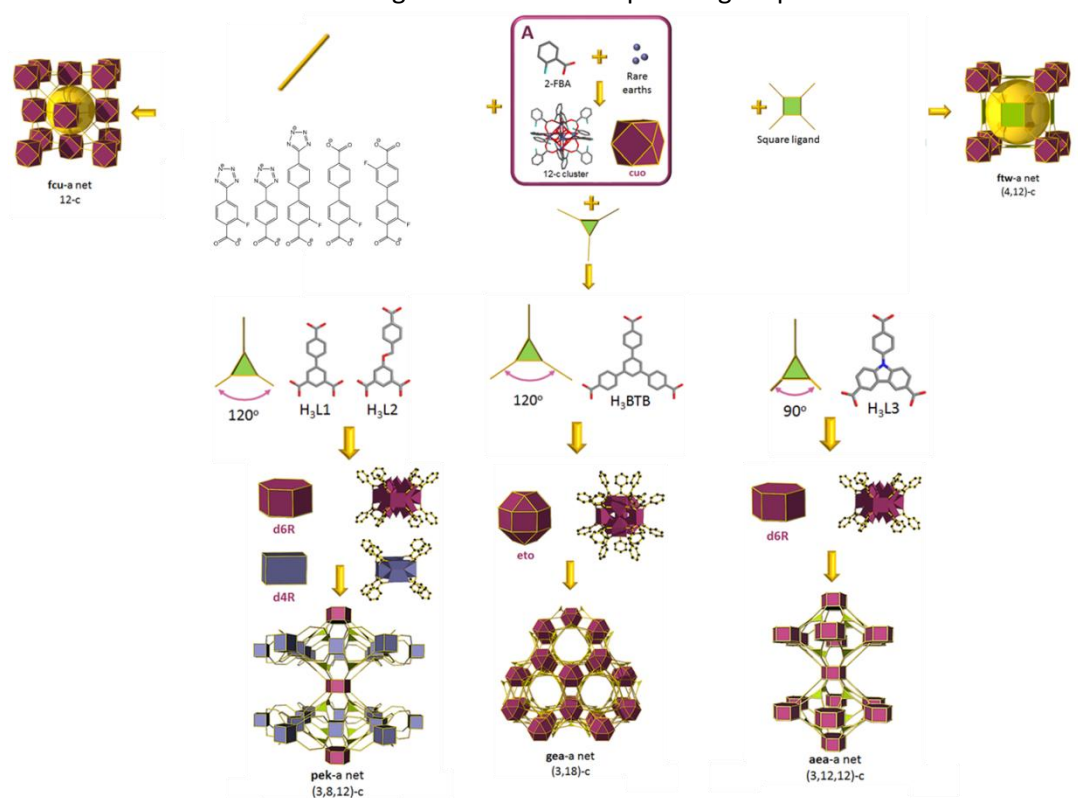 A
2-FBA
Rare
earths
12-c cluster
cuo
Square ligand
fcu-a net
12-c
ftw-a net
(4,12)-c
120°
H₃L1
H₃L2
120°
H₃BTB
90°
H₃L3
d6R
d4R
eto
d6R
pek-a net
(3,8,12)-c
gea-a net
(3,18)-c
aea-a net
(3,12,12)-c